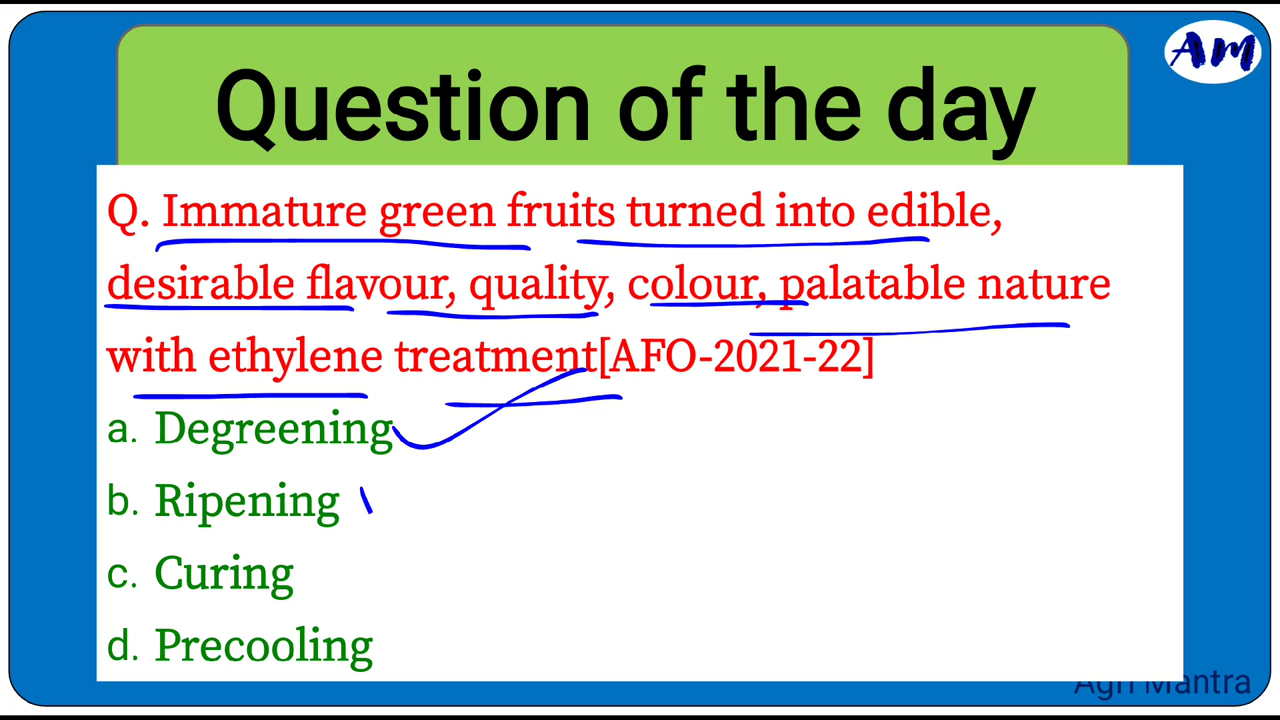 AM
Question of the day
Q. Immature green fruits turned into edible,
desirable flavour, quality, colour, palatable nature
with ethylene treatment[AFO-2021-22]
a. Degreening
b. Ripening
c. Curing
d. Precooling
Agri Mantra